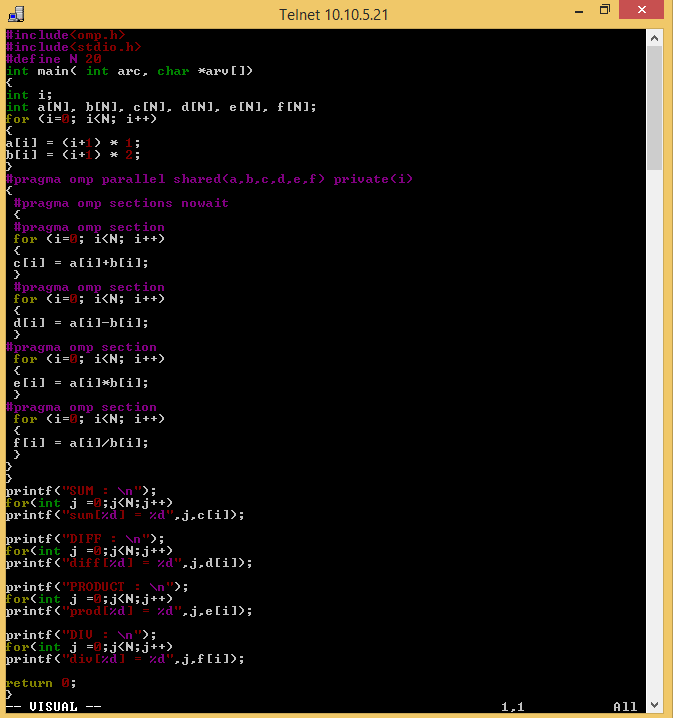 Telnet 10.10.5.21
#include<omp.h>
#include<stdio.h>
#define N 20
int main( int arc, char *arv[])
{
int i;
int a[N], b[N], c[N], d[N], e[N], f[N];
for (i=0; i<N; i++)
{
a[i] = (i+1) * 1;
b[i] = (i+1) * 2;
}
#pragma omp parallel shared(a,b,c,d,e,f) private(i)
{
 #pragma omp sections nowait
 {
 #pragma omp section
 for (i=0; i<N; i++)
 {
 c[i] = a[i]+b[i];
 }
 #pragma omp section
 for (i=0; i<N; i++)
 {
 d[i] = a[i]-b[i];
 }
#pragma omp section
 for (i=0; i<N; i++)
 {
 e[i] = a[i]*b[i];
 }
#pragma omp section
 for (i=0; i<N; i++)
 {
 f[i] = a[i]/b[i];
 }
}
}
printf("SUM : \n");
for(int j =0;j<N;j++)
printf("sum[%d] = %d",j,c[i]);

printf("DIFF : \n");
for(int j =0;j<N;j++)
printf("diff[%d] = %d",j,d[i]);

printf("PRODUCT : \n");
for(int j =0;j<N;j++)
printf("prod[%d] = %d",j,e[i]);

printf("DIV : \n");
for(int j =0;j<N;j++)
printf("div[%d] = %d",j,f[i]);

return 0;
}
-- VISUAL -- 1,1 All